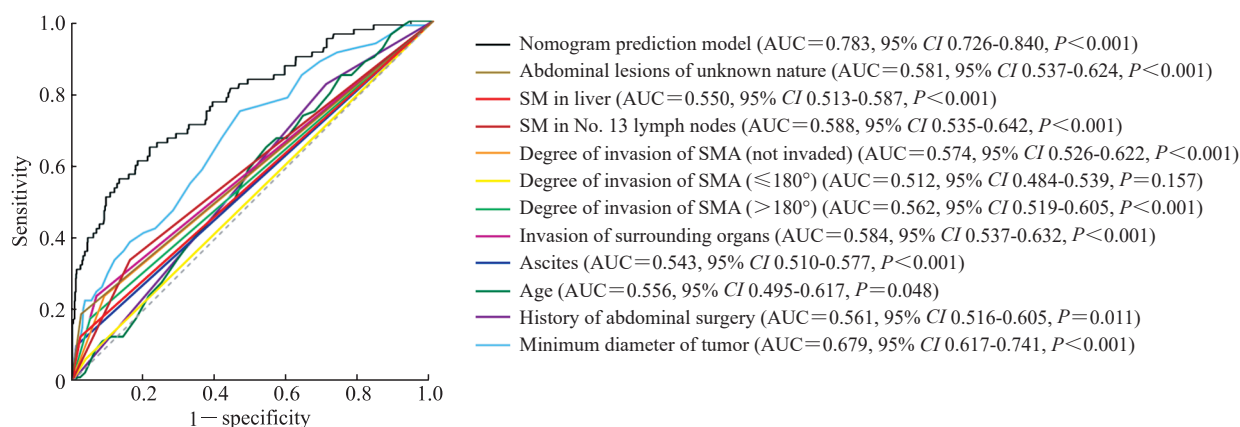 1.0
0.8
0.6
0.4
0.2
0
Sensitivity
0.2 0.4 0.6 0.8 1.0
1－specificity
Nomogram prediction model (AUC＝0.783, 95% CI 0.726-0.840, P＜0.001)
Abdominal lesions of unknown nature (AUC＝0.581, 95% CI 0.537-0.624, P＜0.001)
SM in liver (AUC＝0.550, 95% CI 0.513-0.587, P＜0.001)
SM in No. 13 lymph nodes (AUC＝0.588, 95% CI 0.535-0.642, P＜0.001)
Degree of invasion of SMA (not invaded) (AUC＝0.574, 95% CI 0.526-0.622, P＜0.001)
Degree of invasion of SMA (≤180°) (AUC＝0.512, 95% CI 0.484-0.539, P＝0.157)
Degree of invasion of SMA (＞180°) (AUC＝0.562, 95% CI 0.519-0.605, P＜0.001)
Invasion of surrounding organs (AUC＝0.584, 95% CI 0.537-0.632, P＜0.001)
Ascites (AUC＝0.543, 95% CI 0.510-0.577, P＜0.001)
Age (AUC＝0.556, 95% CI 0.495-0.617, P＝0.048)
History of abdominal surgery (AUC＝0.561, 95% CI 0.516-0.605, P＝0.011)
Minimum diameter of tumor (AUC＝0.679, 95% CI 0.617-0.741, P＜0.001)